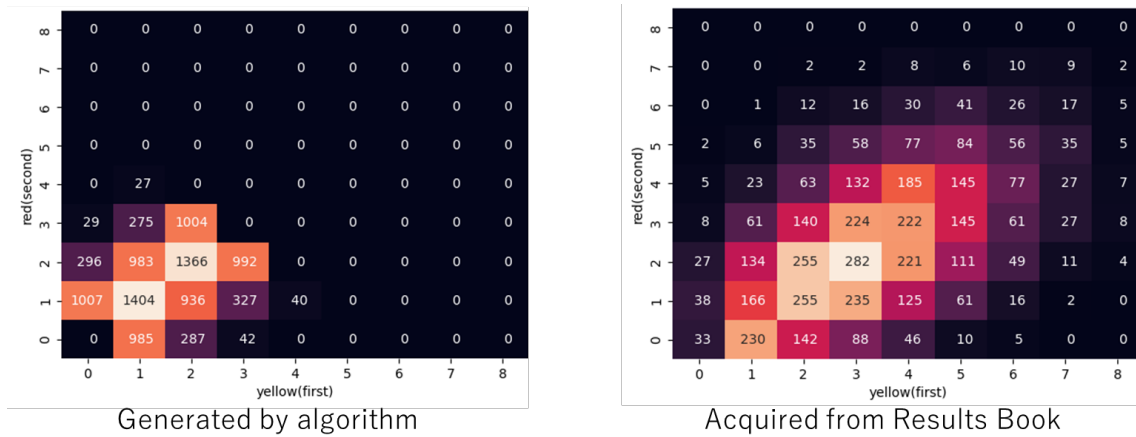 8 0 0 0 0 0 0 0 0 0
7 0 0 0 0 0 0 0 0 0
6 0 0 0 0 0 0 0 0 0
5 0 0 0 0 0 0 0 0 0
4 0 27 0 0 0 0 0 0 0
3 29 275 1004 0 0 0 0 0 0
2 296 983 1366 992 0 0 0 0 0
1 1007 1404 936 327 40 0 0 0 0
0 0 985 287 42 0 0 0 0 0
red(second)
0 1 2 3 4 5 6 7 8
yellow(first)
Generated by algorithm
8 0 0 0 0 0 0 0 0 0
7 0 0 2 2 8 6 10 9 2
6 0 1 12 16 30 41 26 17 5
5 2 6 35 58 77 84 56 35 5
4 5 23 63 132 185 145 77 27 7
3 8 61 140 224 222 145 61 27 8
2 27 134 255 282 221 111 49 11 4
1 38 166 255 235 125 61 16 2 0
0 33 230 142 88 46 10 5 0 0
red(second)
0 1 2 3 4 5 6 7 8
yellow(first)
Acquired from Results Book